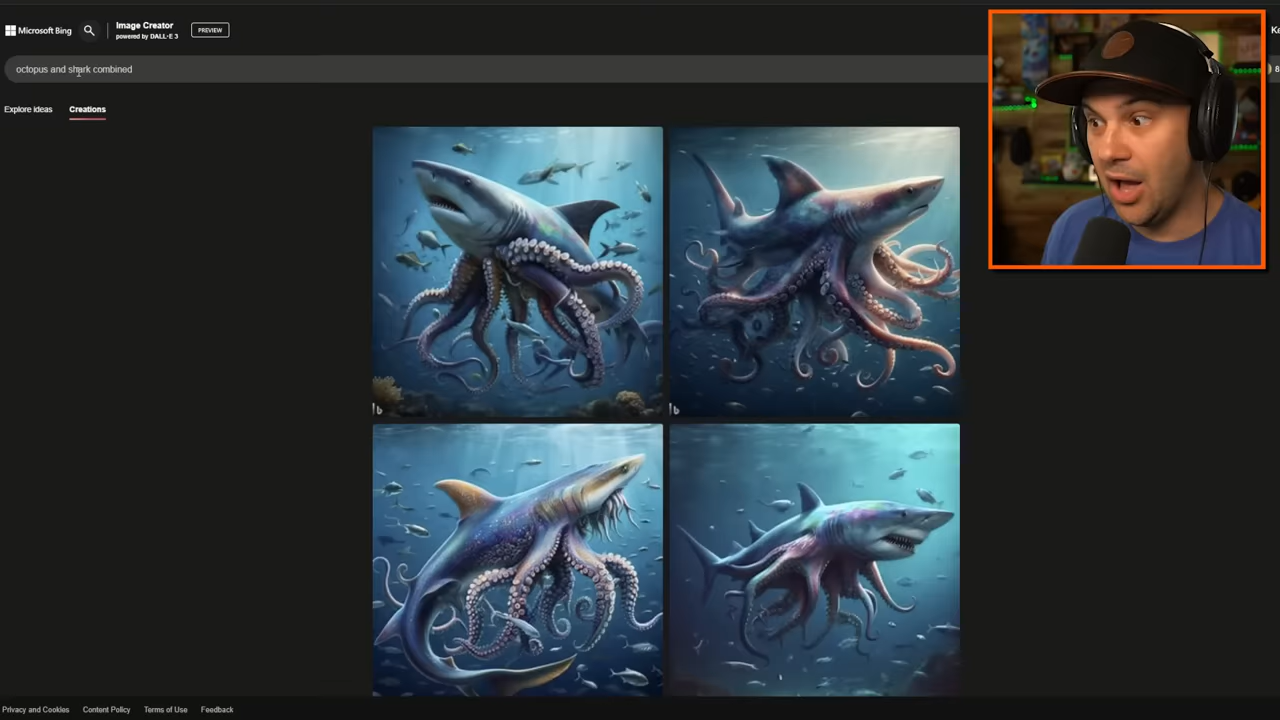 Microsoft Bing
Image Creator
powered by DALL·E 3
PREVIEW
octopus and shark combined
Explore ideas
Creations
Privacy and Cookies
Content Policy
Terms of Use
Feedback